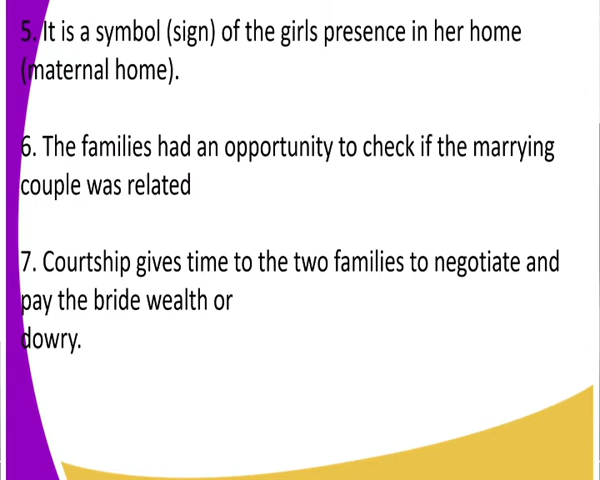 5. It is a symbol (sign) of the girls presence in her home
(maternal home).
6. The families had an opportunity to check if the marrying
couple was related
7. Courtship gives time to the two families to negotiate and
pay the bride wealth or
dowry.